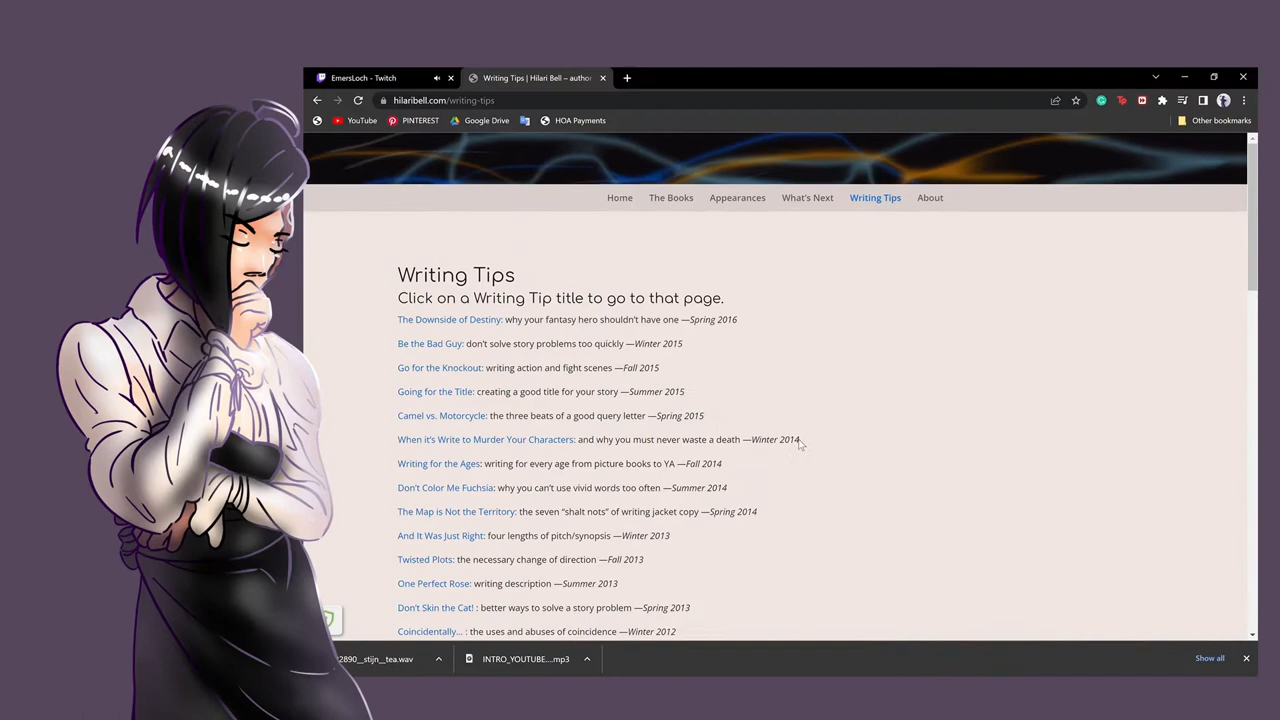 EmersLoch - Twitch
Writing Tips | Hilari Bell – autho
hilaribell.com/writing-tips
YouTube PINTEREST Google Drive HOA Payments Other bookmarks
Home The Books Appearances What's Next Writing Tips About
Writing Tips
Click on a Writing Tip title to go to that page.
The Downside of Destiny: why your fantasy hero shouldn't have one —Spring 2016
Be the Bad Guy: don't solve story problems too quickly —Winter 2015
Go for the Knockout: writing action and fight scenes —Fall 2015
Going for the Title: creating a good title for your story —Summer 2015
Camel vs. Motorcycle: the three beats of a good query letter —Spring 2015
When it's Write to Murder Your Characters: and why you must never waste a death —Winter 2014
Writing for the Ages: writing for every age from picture books to YA —Fall 2014
Don't Color Me Fuchsia: why you can't use vivid words too often —Summer 2014
The Map is Not the Territory: the seven “shalt nots” of writing jacket copy —Spring 2014
And It Was Just Right: four lengths of pitch/synopsis —Winter 2013
Twisted Plots: the necessary change of direction —Fall 2013
One Perfect Rose: writing description —Summer 2013
Don't Skin the Cat! : better ways to solve a story problem —Spring 2013
Coincidentally... : the uses and abuses of coincidence —Winter 2012
2890__stijn__tea.wav INTRO_YOUTUBE....mp3 Show all